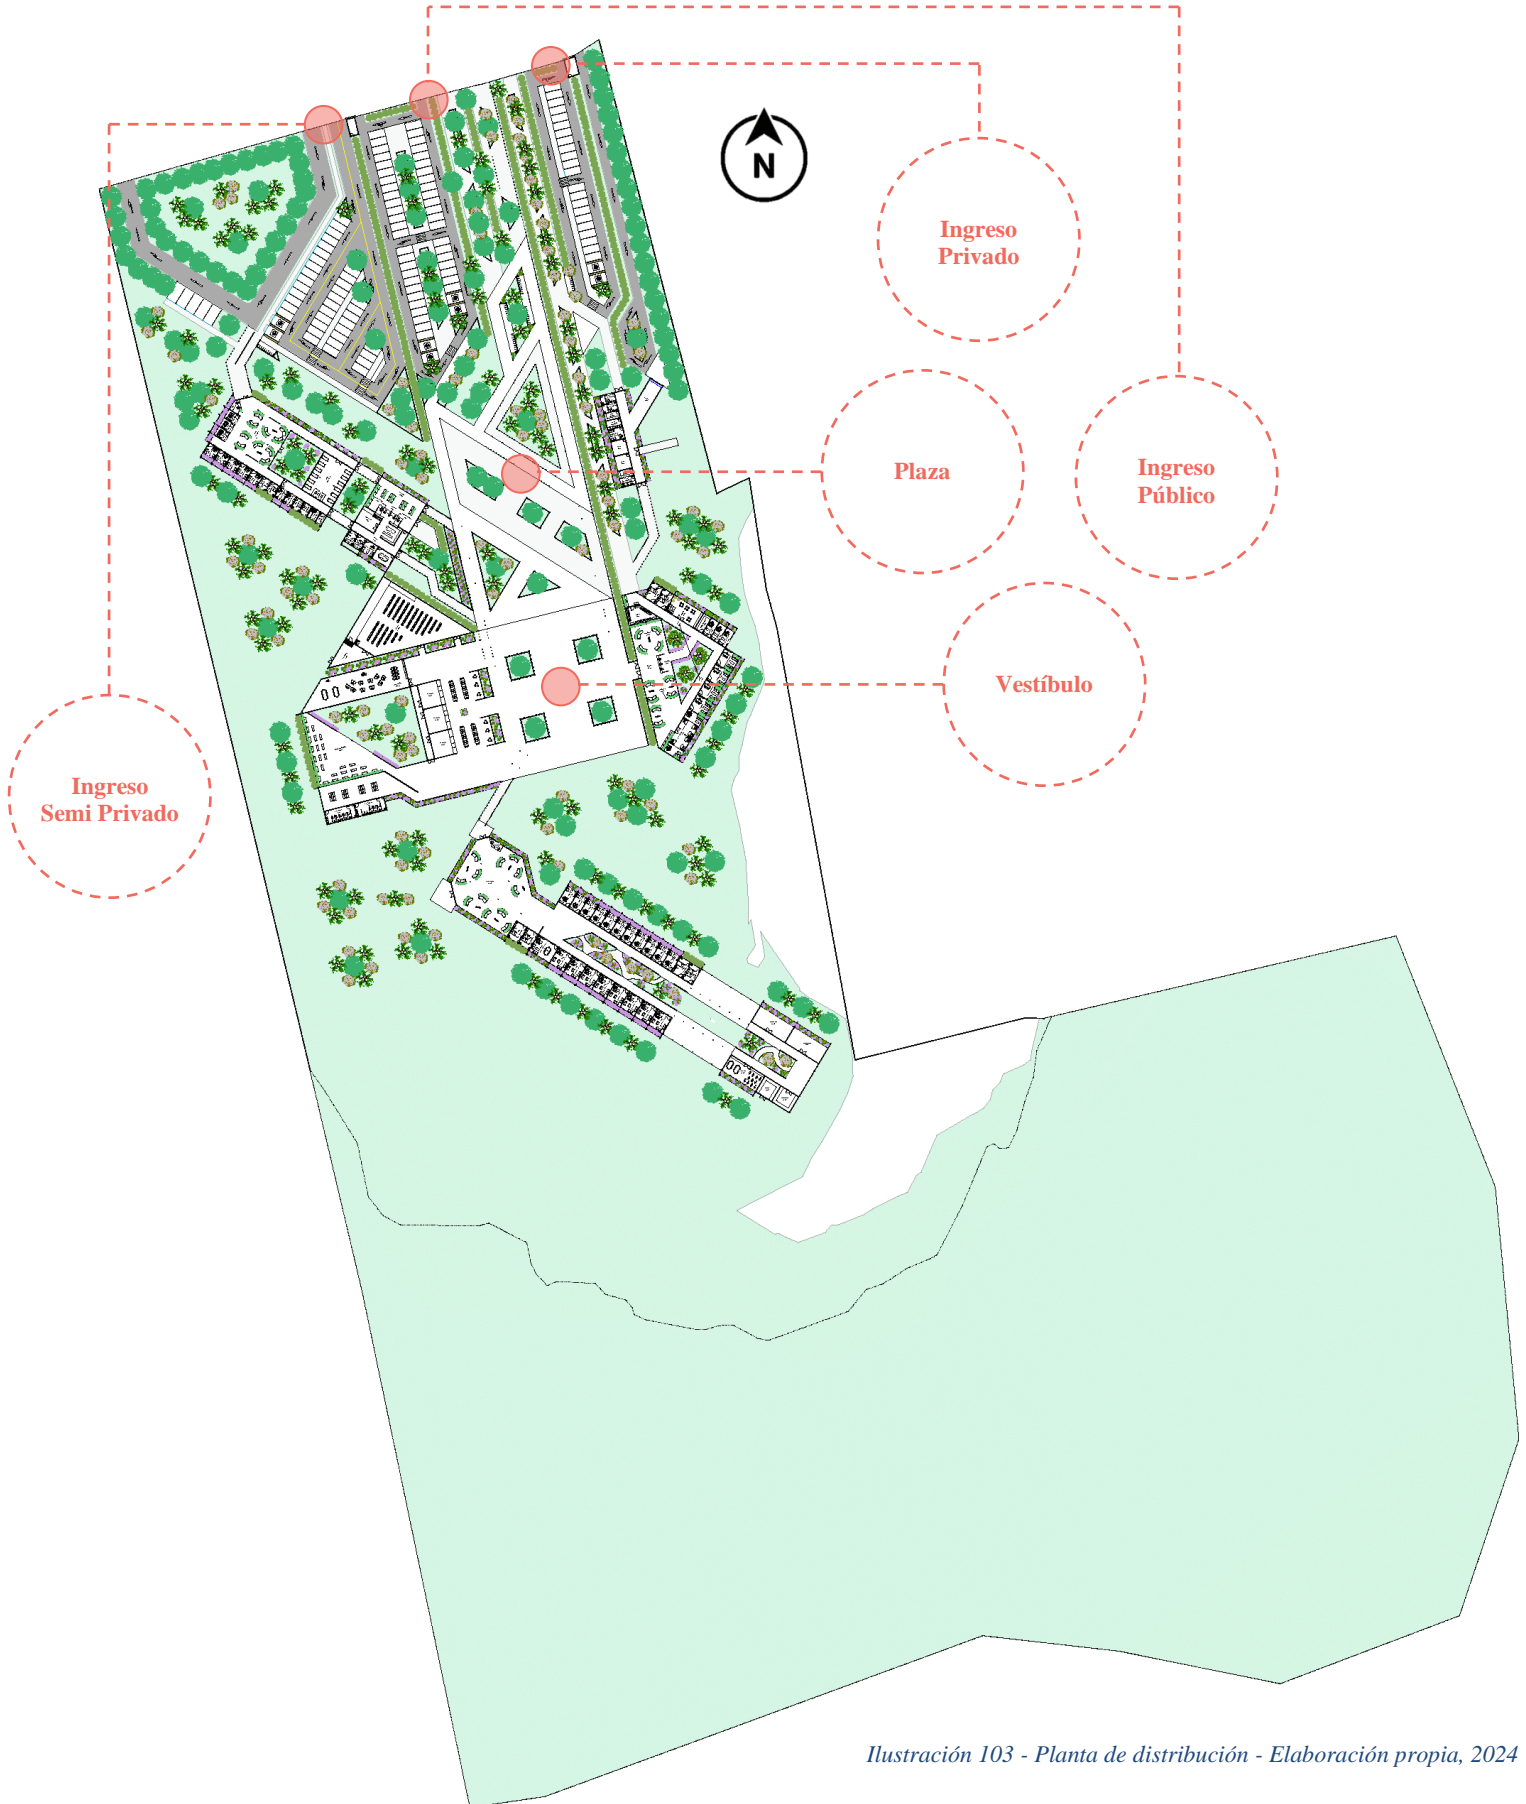 N
Ingreso
Privado
Plaza
Ingreso
Público
Vestíbulo
Ingreso
Semi Privado
Ilustración 103 - Planta de distribución - Elaboración propia, 2024